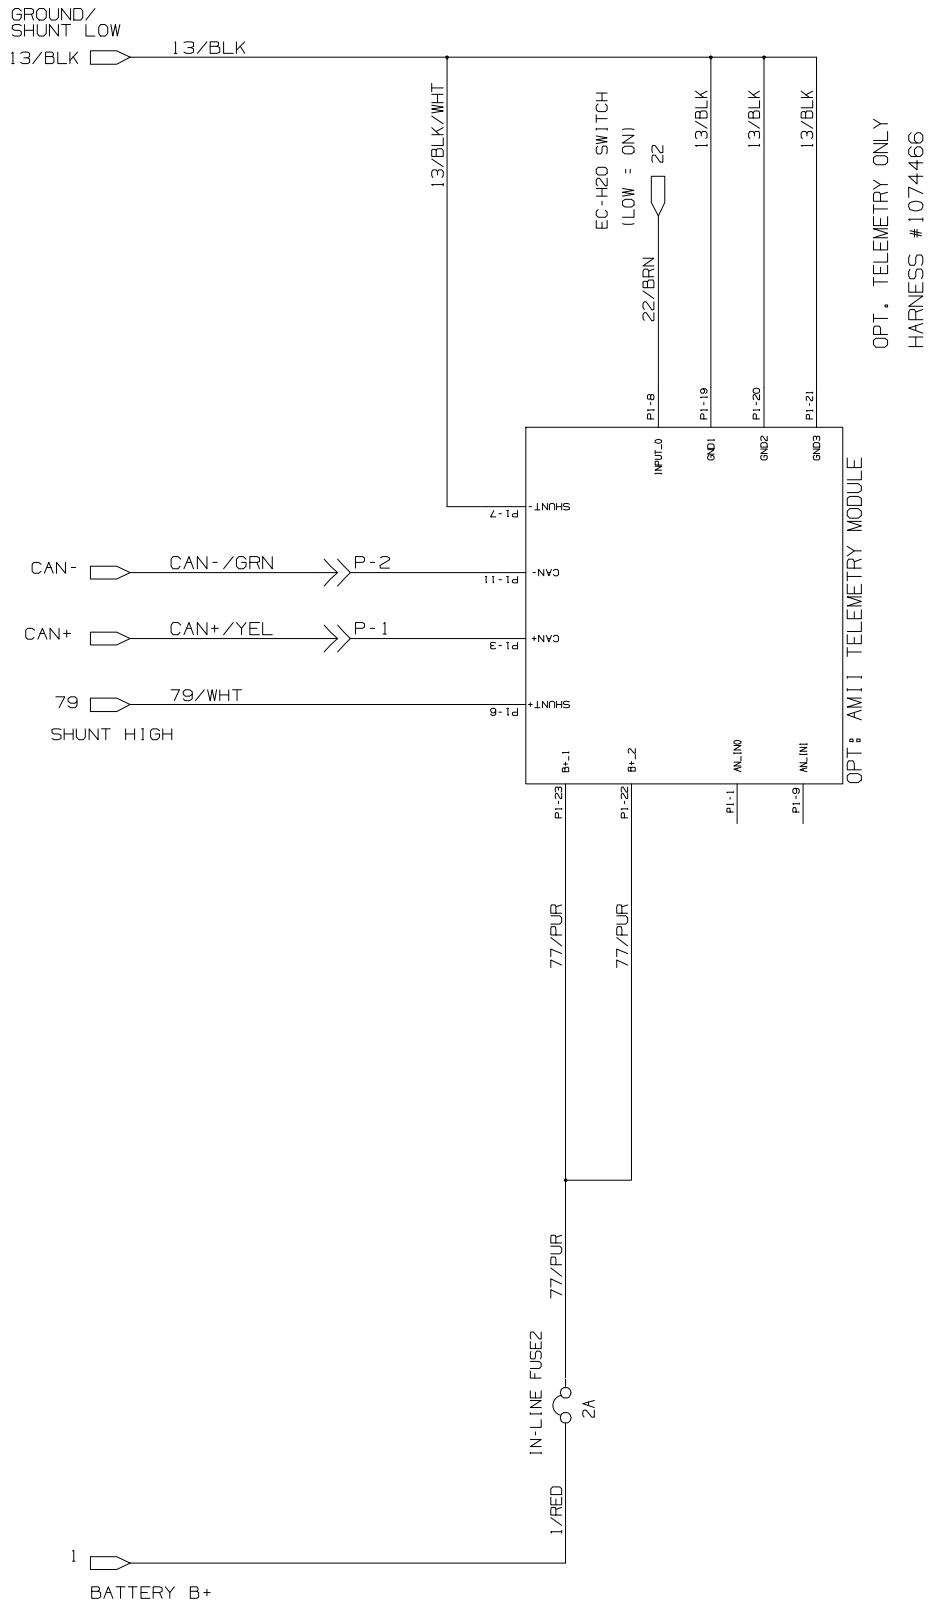 GROUND/
SHUNT LOW
13/BLK
13/BLK
13/BLK/WHT
EC-H2O SWITCH
(LOW = ON)
22
22/BRN
13/BLK
13/BLK
13/BLK
OPT. TELEMETRY ONLY
HARNESS #1074466
P1-8
P1-19
P1-20
P1-21
INPUT_0
GND1
GND2
GND3
P1-7
SHUNT-
CAN-
CAN-/GRN
P-2
P1-11
CAN-
CAN+
CAN+/YEL
P-1
P1-3
CAN+
79
79/WHT
P1-6
SHUNT+
SHUNT HIGH
B+_1
B+_2
AN_IN0
AN_IN1
OPT: AMII TELEMETRY MODULE
P1-23
P1-22
P1-1
P1-9
77/PUR
77/PUR
77/PUR
IN-LINE FUSE2
2A
1/RED
1
BATTERY B+